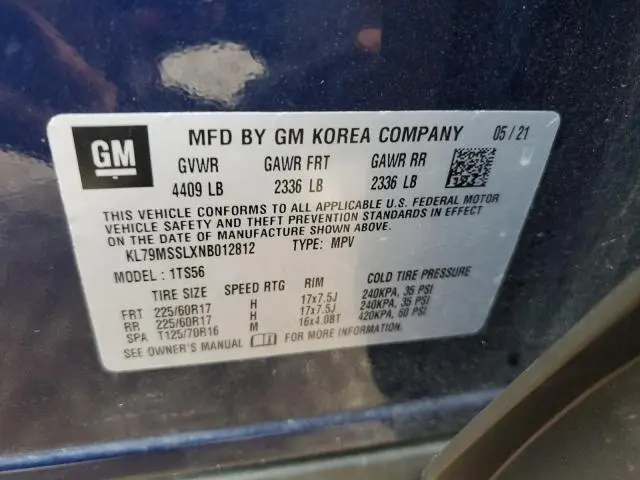 GM MFD BY GM KOREA COMPANY 05/21
GVWR GAWR FRT GAWR RR
4409 LB 2336 LB 2336 LB
THIS VEHICLE CONFORMS TO ALL APPLICABLE U.S. FEDERAL MOTOR
VEHICLE SAFETY AND THEFT PREVENTION STANDARDS IN EFFECT
ON THE DATE OF MANUFACTURE SHOWN ABOVE.
KL79MSSLXNB012812 TYPE: MPV
MODEL: 1TS56
TIRE SIZE SPEED RTG RIM COLD TIRE PRESSURE
FRT 225/60R17 H 17x7.5J 240KPA, 35 PSI
RR 225/60R17 H 17x7.5J 240KPA, 35 PSI
SPA T125/70R16 M 16x4.0BT 420KPA, 60 PSI
SEE OWNER'S MANUAL FOR MORE INFORMATION